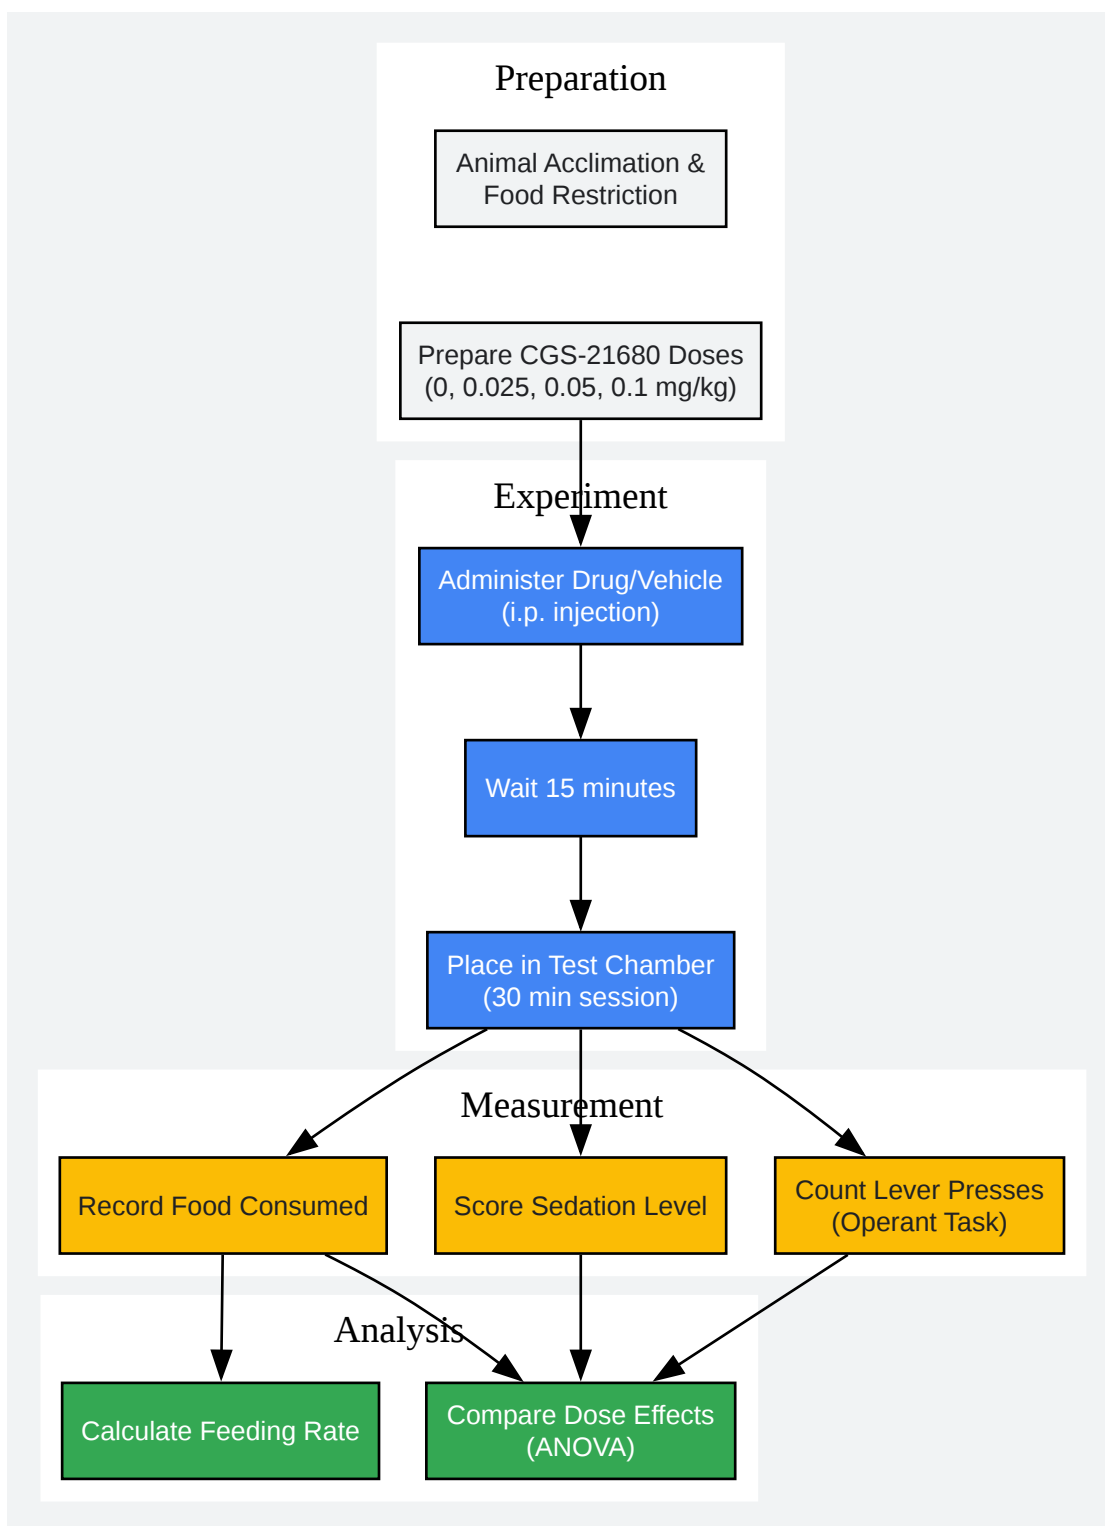 Preparation
Animal Acclimation &
Food Restriction
Prepare CGS-21680 Doses
(0, 0.025, 0.05, 0.1 mg/kg)
Experiment
Administer Drug/Vehicle
(i.p. injection)
Wait 15 minutes
Place in Test Chamber
(30 min session)
Measurement
Record Food Consumed
Score Sedation Level
Count Lever Presses
(Operant Task)
Analysis
Calculate Feeding Rate
Compare Dose Effects
(ANOVA)